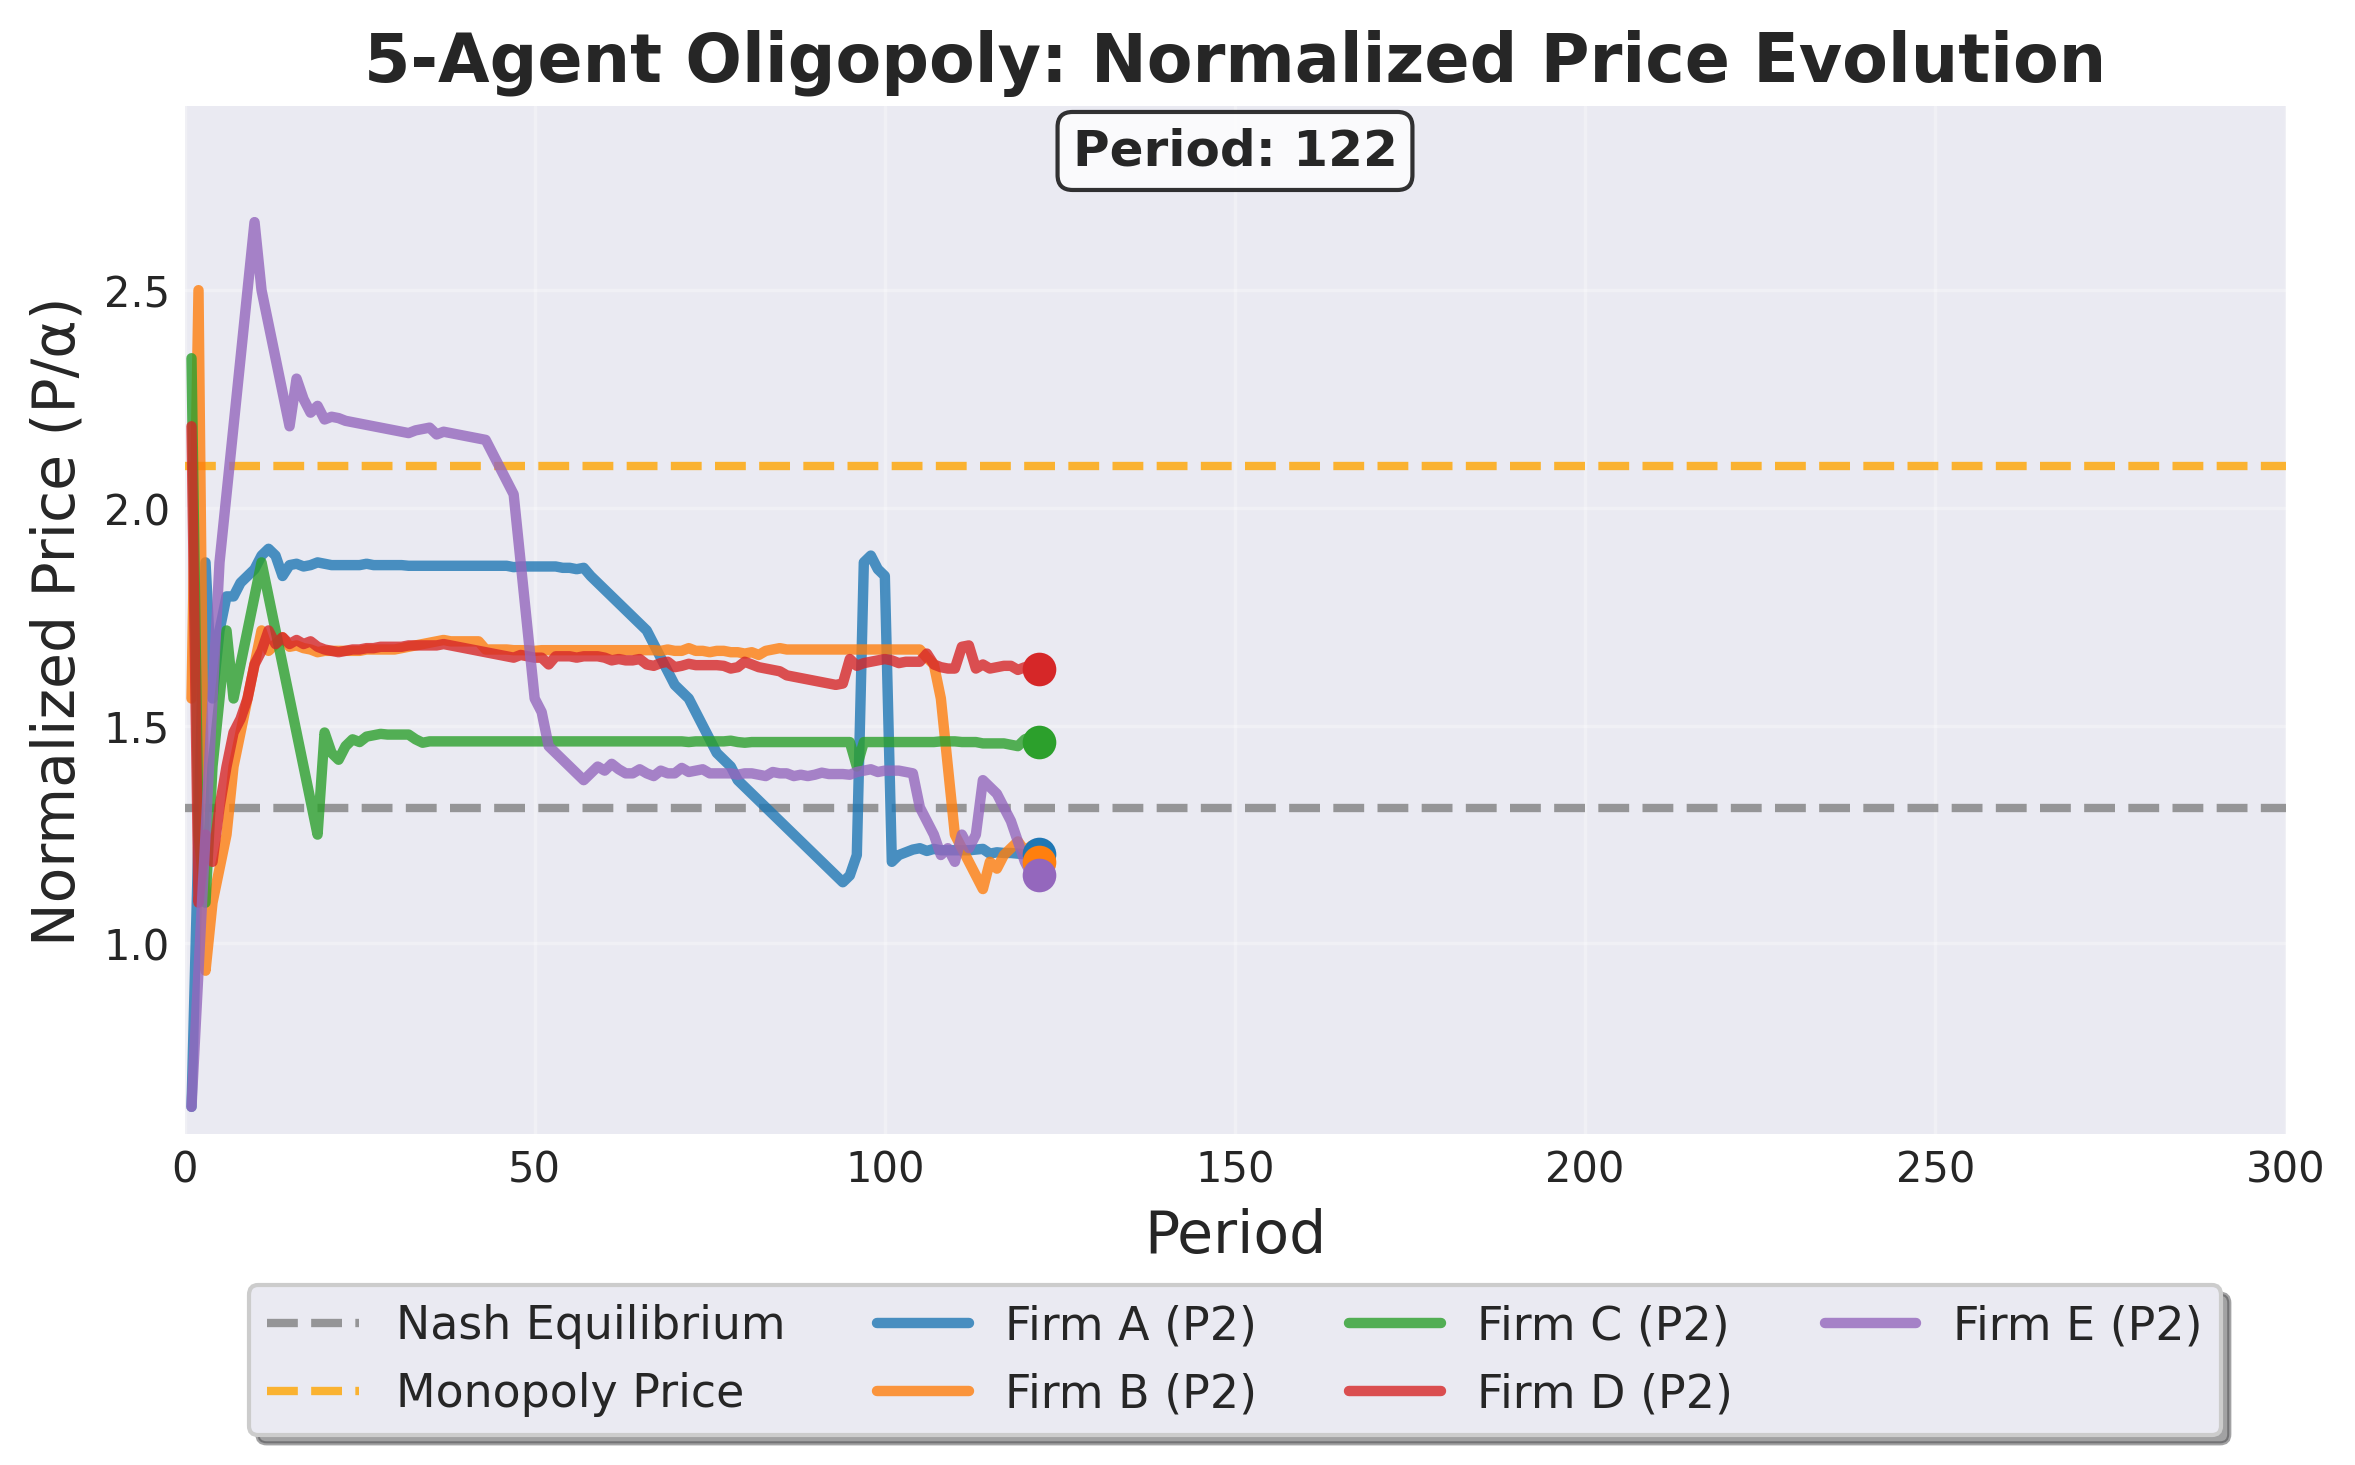 5-Agent Oligopoly: Normalized Price Evolution
Period: 122
Normalized Price (P/α)
2.5
2.0
1.5
1.0
0
50
100
150
200
250
300
Period
Nash Equilibrium
Monopoly Price
Firm A (P2)
Firm B (P2)
Firm C (P2)
Firm D (P2)
Firm E (P2)